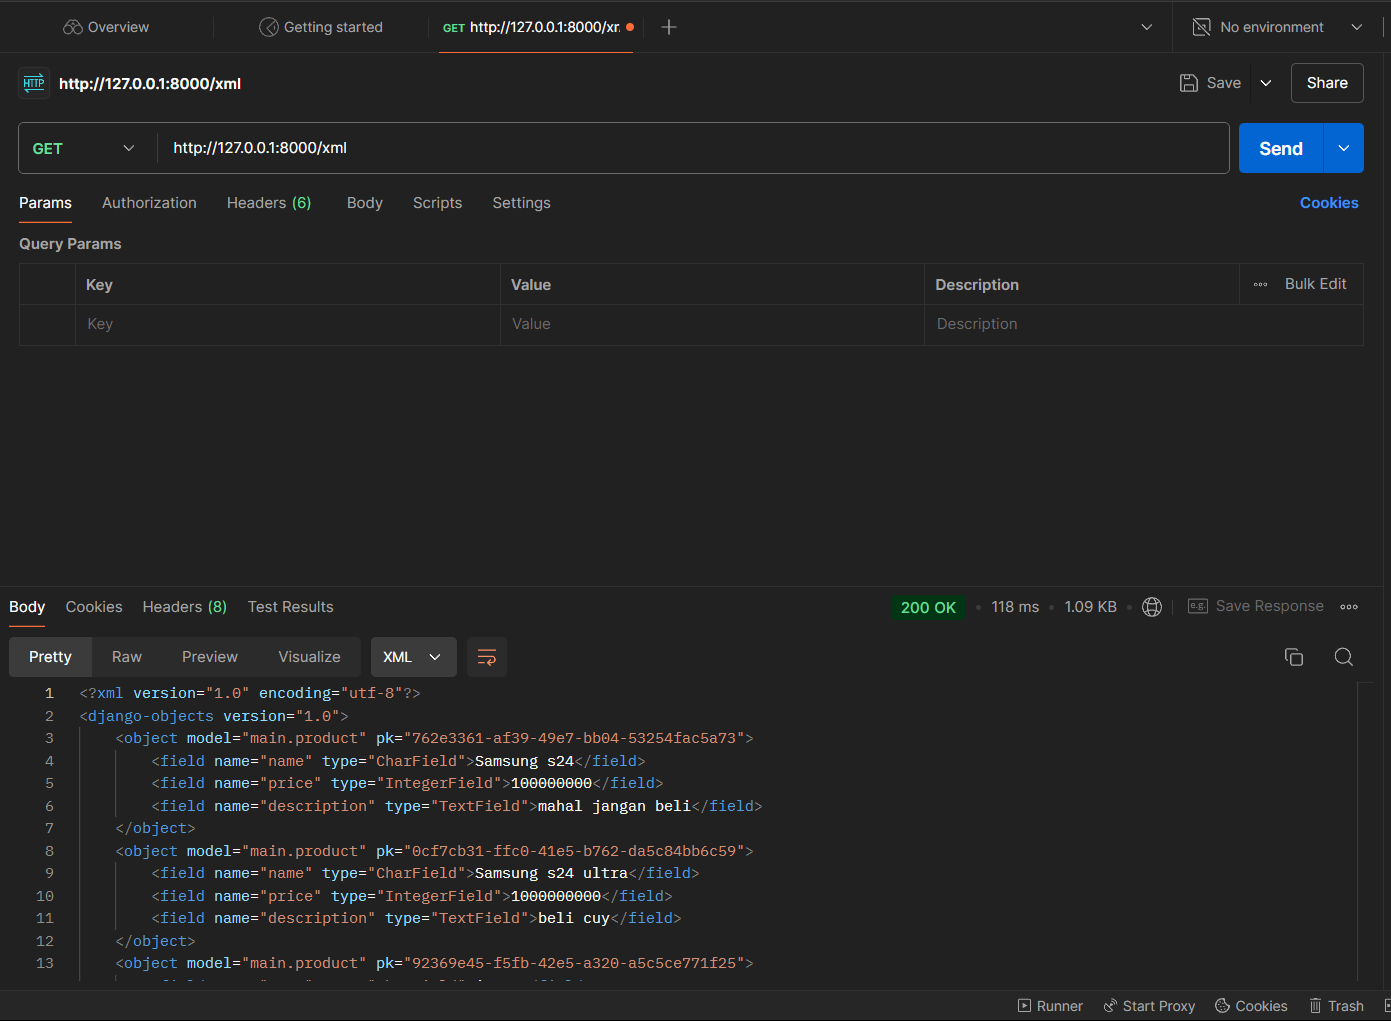 Overview
Getting started
GET http://127.0.0.1:8000/xr
No environment
HTTP http://127.0.0.1:8000/xml
Save
Share
GET
http://127.0.0.1:8000/xml
Send
Params Authorization Headers (6) Body Scripts Settings
Cookies
Query Params
Key Value Description Bulk Edit
Key Value Description
Body Cookies Headers (8) Test Results
200 OK • 118 ms • 1.09 KB •
e.g. Save Response
Pretty Raw Preview Visualize XML
1 <?xml version="1.0" encoding="utf-8"?>
2 <django-objects version="1.0">
3 <object model="main.product" pk="762e3361-af39-49e7-bb04-53254fac5a73">
4 <field name="name" type="CharField">Samsung s24</field>
5 <field name="price" type="IntegerField">100000000</field>
6 <field name="description" type="TextField">mahal jangan beli</field>
7 </object>
8 <object model="main.product" pk="0cf7cb31-ffc0-41e5-b762-da5c84bb6c59">
9 <field name="name" type="CharField">Samsung s24 ultra</field>
10 <field name="price" type="IntegerField">1000000000</field>
11 <field name="description" type="TextField">beli cuy</field>
12 </object>
13 <object model="main.product" pk="92369e45-f5fb-42e5-a320-a5c5ce771f25">
Runner Start Proxy Cookies Trash